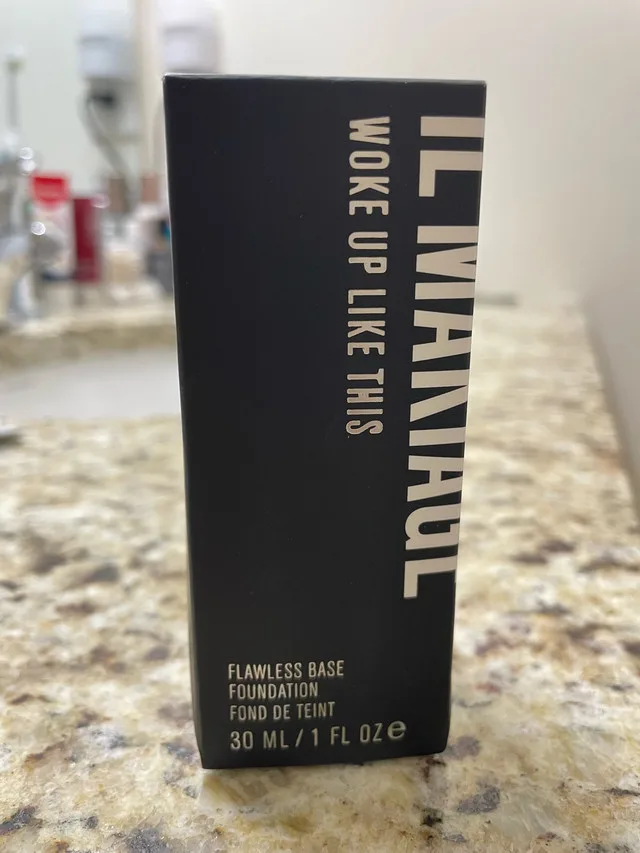 IL MAKIAGE
WOKE UP LIKE THIS
FLAWLESS BASE
FOUNDATION
FOND DE TEINT
30 ML / 1 FL OZ e